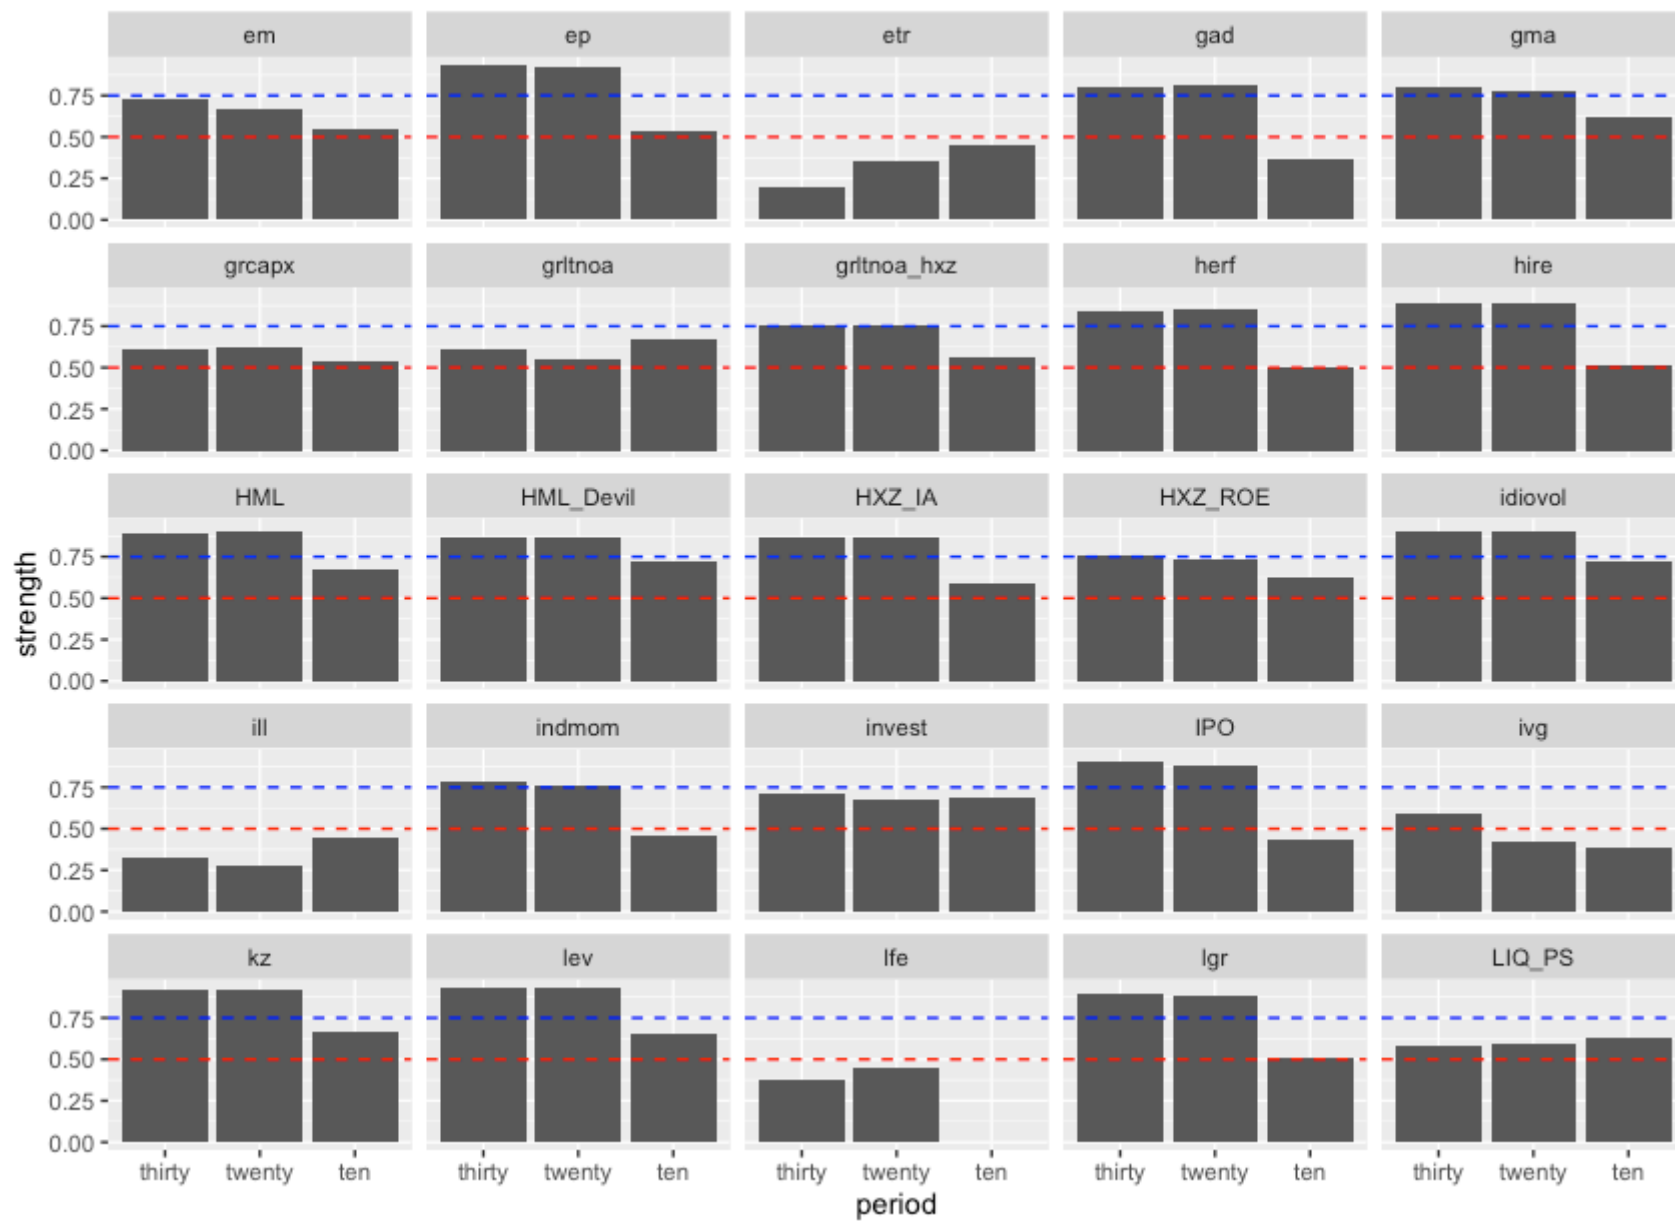 em ep etr gad gma
0.75
0.50
0.25
0.00
grcapx grltnoa grltnoa_hxz herf hire
0.75
0.50
0.25
0.00
HML HML_Devil HXZ_IA HXZ_ROE idiovol
0.75
0.50
0.25
0.00
strength
ill indmom invest IPO ivg
0.75
0.50
0.25
0.00
kz lev lfe lgr LIQ_PS
0.75
0.50
0.25
0.00
thirty twenty ten thirty twenty ten thirty twenty ten thirty twenty ten thirty twenty ten
period